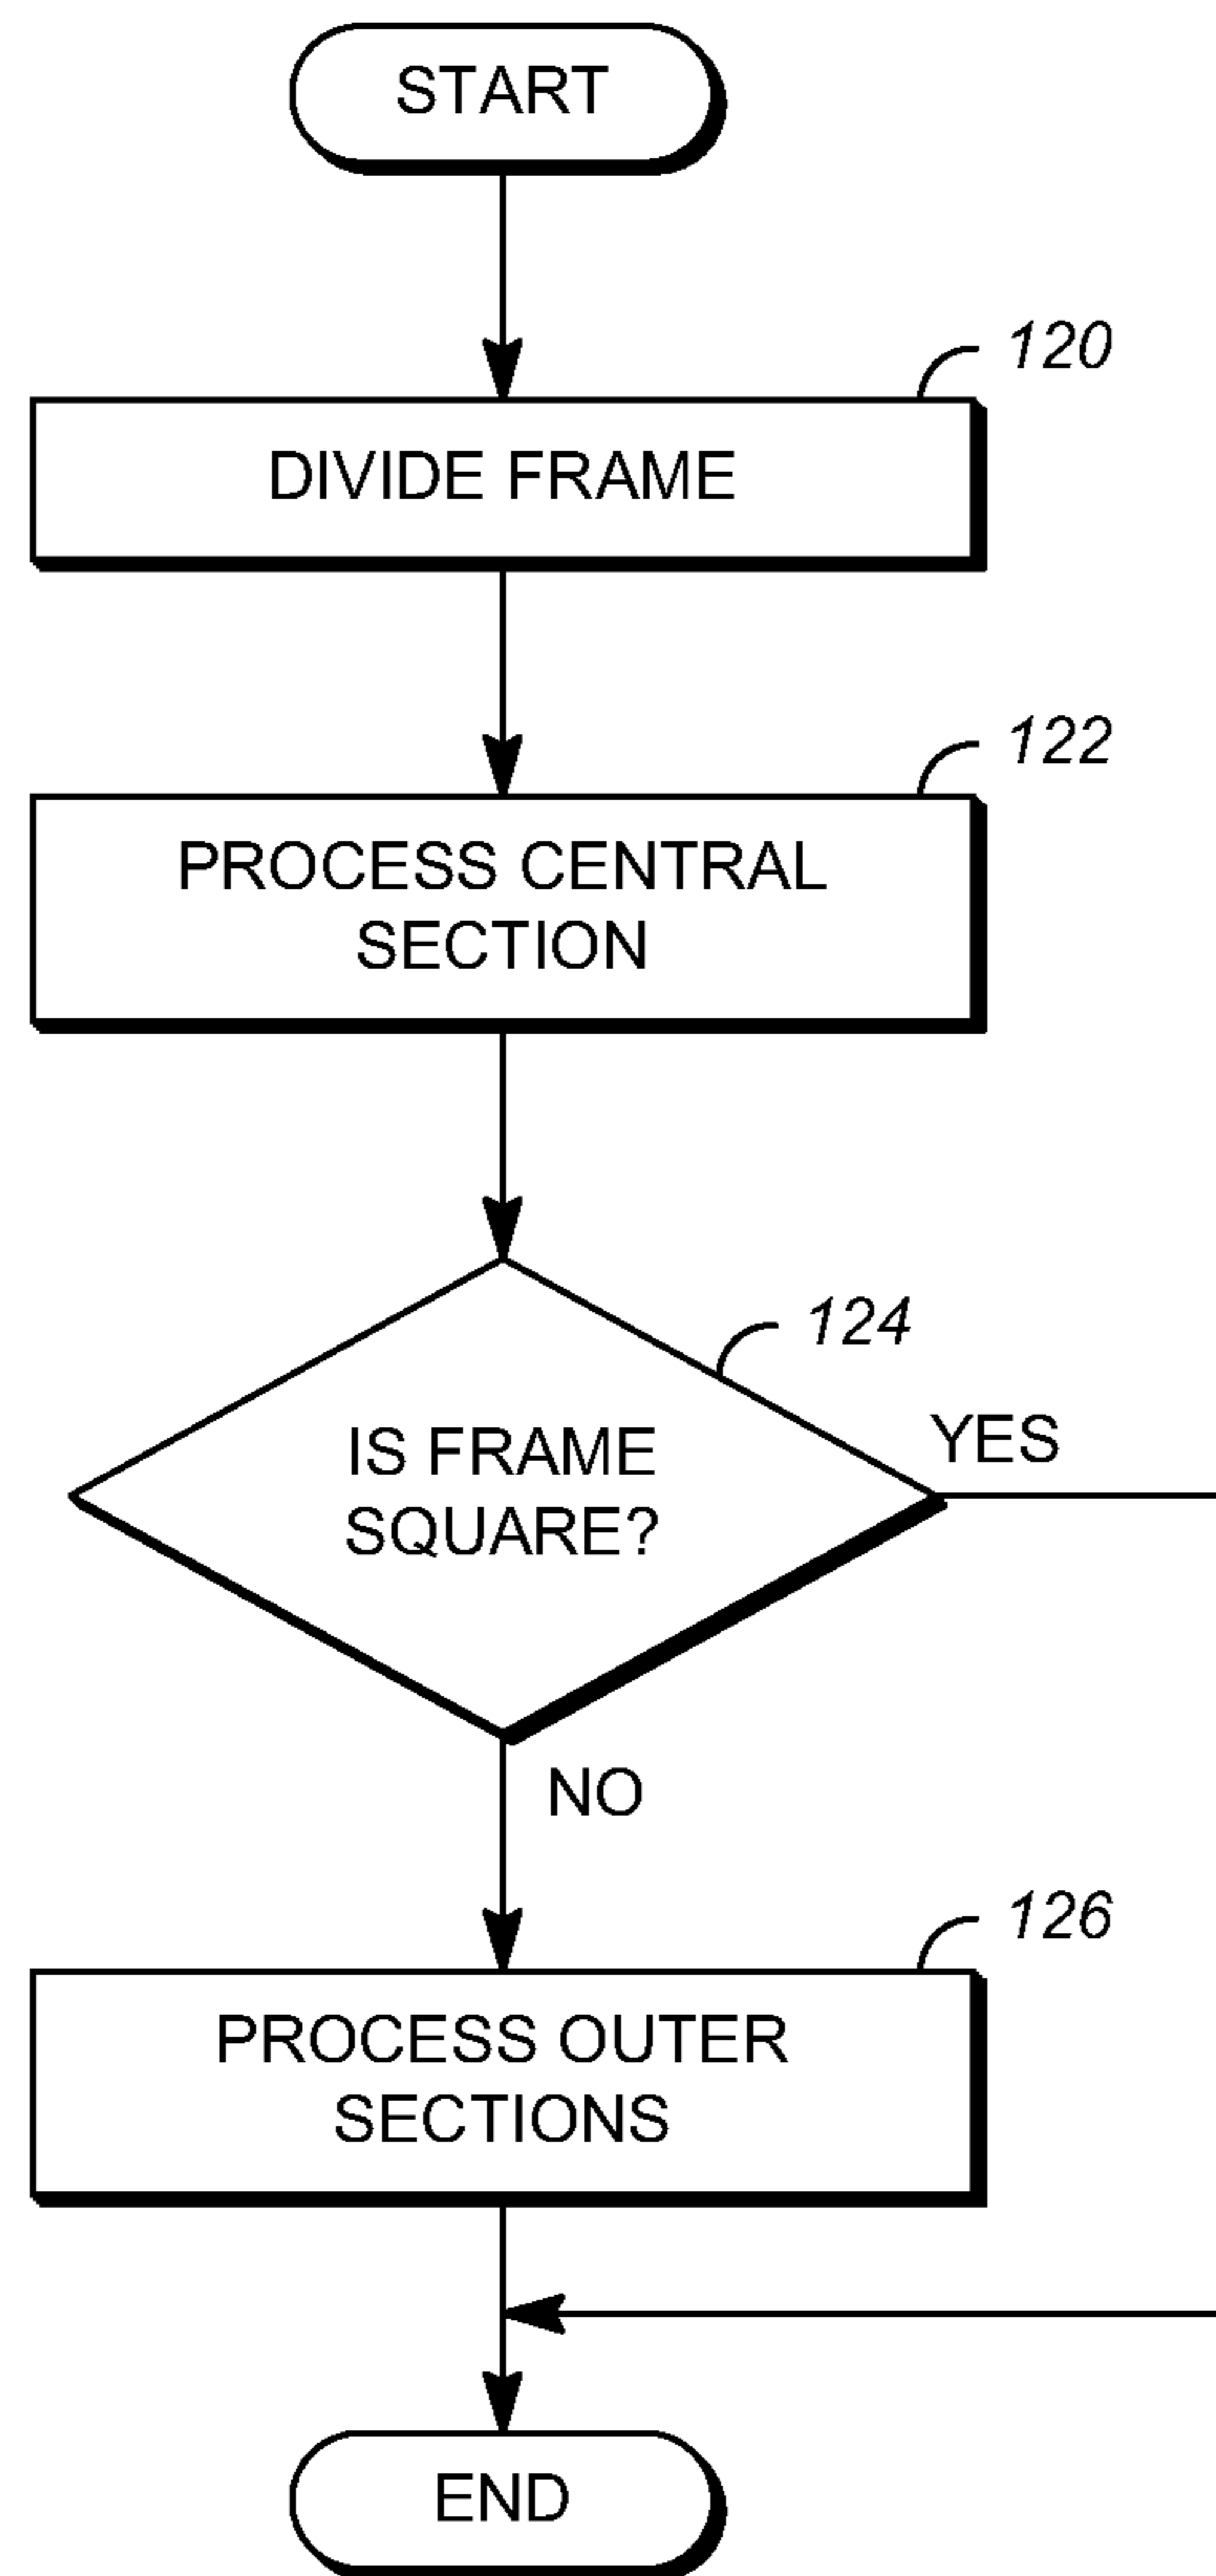 START
120
DIVIDE FRAME
122
PROCESS CENTRAL
SECTION
124
IS FRAME
SQUARE?
YES
NO
126
PROCESS OUTER
SECTIONS
END